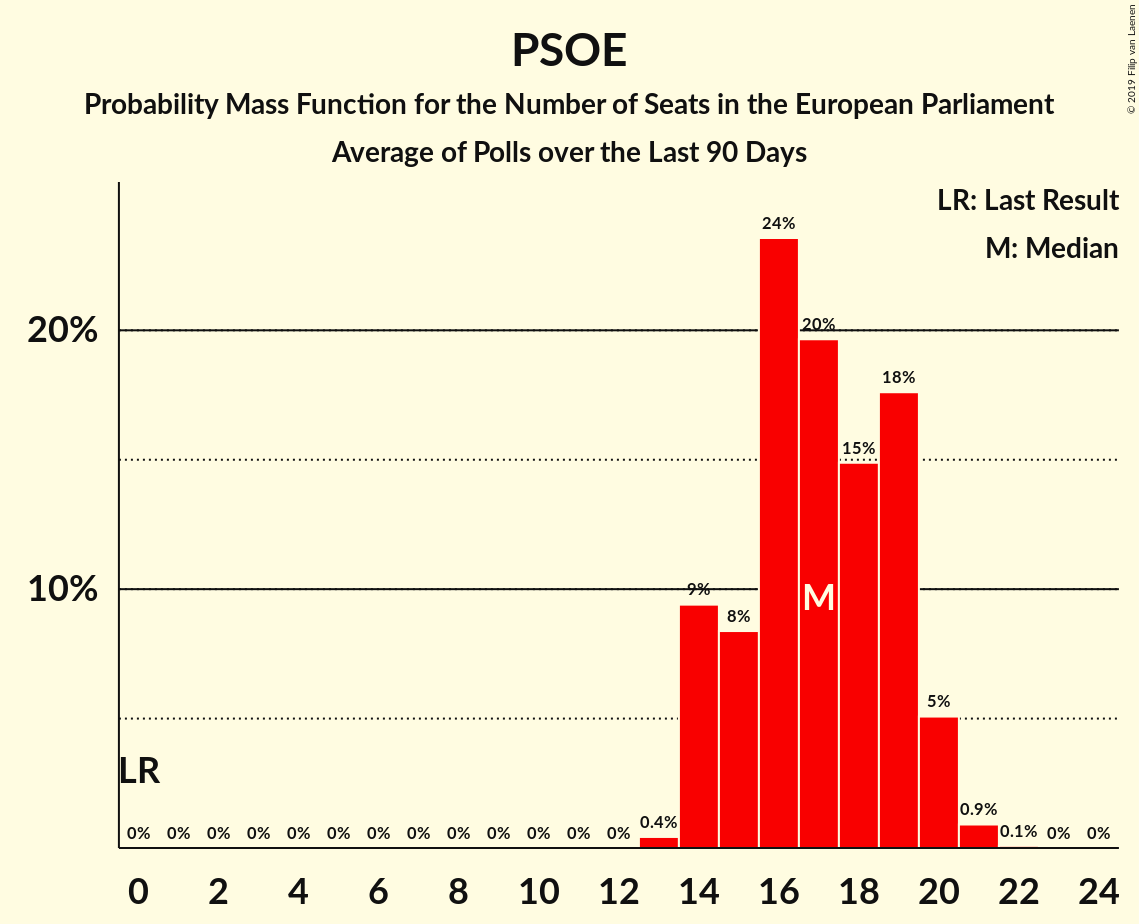 PSOE
Probability Mass Function for the Number of Seats in the European Parliament
Average of Polls over the Last 90 Days
© 2019 Filip van Laenen
LR: Last Result
M: Median
24%
20%
20%
18%
15%
10%
9%
M
8%
5%
LR
0% 0% 0% 0% 0% 0% 0% 0% 0% 0% 0% 0% 0% 0.4% 0.9% 0.1% 0% 0%
0 2 4 6 8 10 12 14 16 18 20 22 24